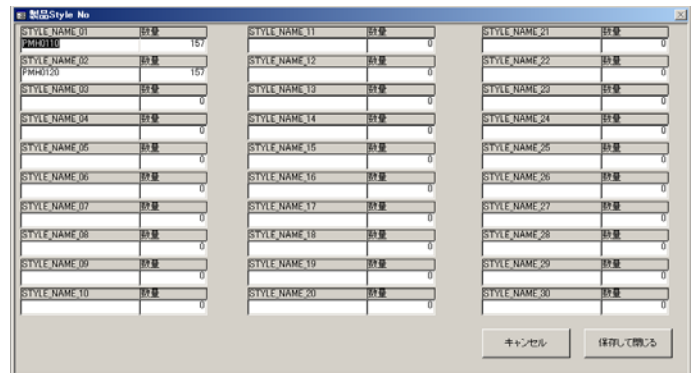 製品Style No
STYLE_NAME_01 数量 STYLE_NAME_11 数量 STYLE_NAME_21 数量
PMH0110 157 0 0
STYLE_NAME_02 数量 STYLE_NAME_12 数量 STYLE_NAME_22 数量
PMH0120 157 0 0
STYLE_NAME_03 数量 STYLE_NAME_13 数量 STYLE_NAME_23 数量
0 0 0
STYLE_NAME_04 数量 STYLE_NAME_14 数量 STYLE_NAME_24 数量
0 0 0
STYLE_NAME_05 数量 STYLE_NAME_15 数量 STYLE_NAME_25 数量
0 0 0
STYLE_NAME_06 数量 STYLE_NAME_16 数量 STYLE_NAME_26 数量
0 0 0
STYLE_NAME_07 数量 STYLE_NAME_17 数量 STYLE_NAME_27 数量
0 0 0
STYLE_NAME_08 数量 STYLE_NAME_18 数量 STYLE_NAME_28 数量
0 0 0
STYLE_NAME_09 数量 STYLE_NAME_19 数量 STYLE_NAME_29 数量
0 0 0
STYLE_NAME_10 数量 STYLE_NAME_20 数量 STYLE_NAME_30 数量
0 0 0
キャンセル 保存して閉じる